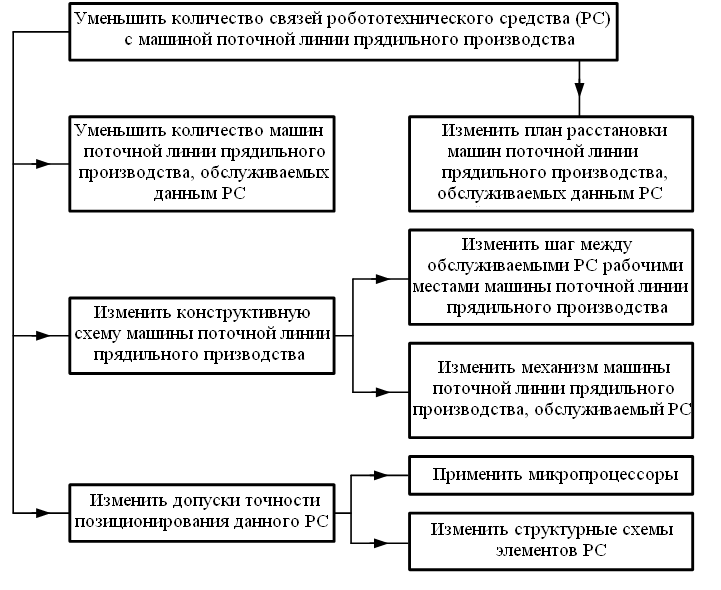 Уменьшить количество связей робототехнического средства (РС)
с машиной поточной линии прядильного производства
Уменьшить количество машин
поточной линии прядильного
производства, обслуживаемых
данным РС
Изменить план расстановки
машин поточной линии
прядильного производства,
обслуживаемых данным РС
Изменить шаг между
обслуживаемыми РС рабочими
местами машины поточной линии
прядильного производства
Изменить конструктивную
схему машины поточной линии
прядильного призводства
Изменить механизм машины
поточной линии прядильного
производства, обслуживаемый РС
Изменить допуски точности
позиционирования данного РС
Применить микропроцессоры
Изменить структурные схемы
элементов РС